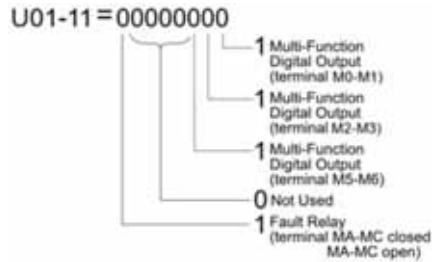 U01-11=00000000
1 Multi-Function
Digital Output
(terminal M0-M1)
1 Multi-Function
Digital Output
(terminal M2-M3)
1 Multi-Function
Digital Output
(terminal M5-M6)
0 Not Used
1 Fault Relay
(terminal MA-MC closed
MA-MC open)